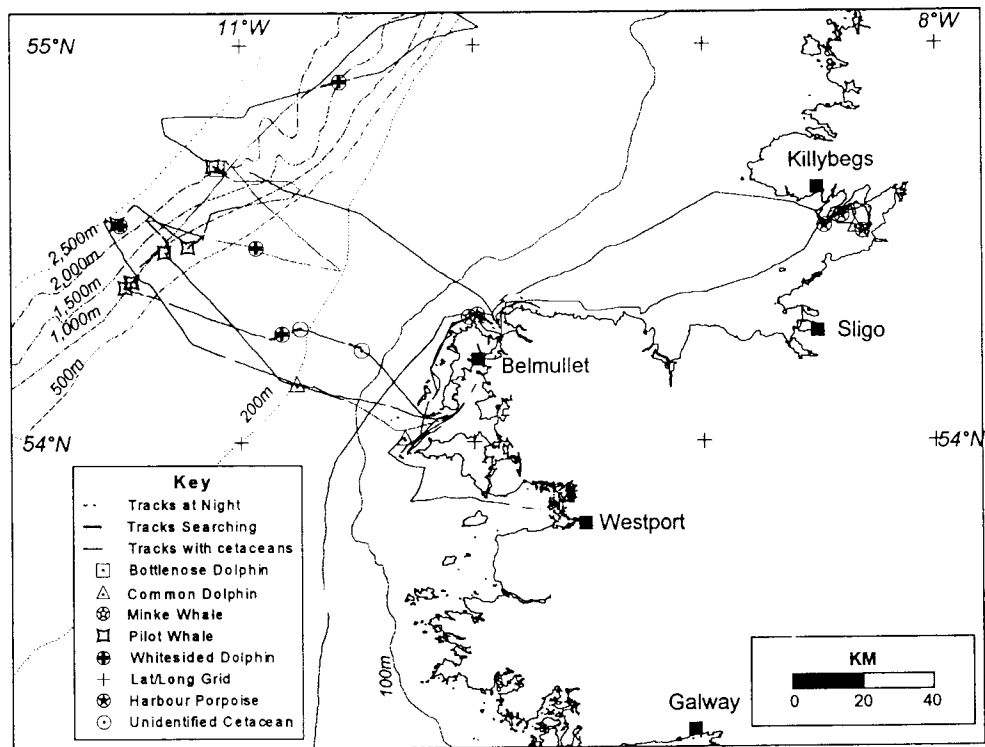 11°W
8°W
55°N
Killybegs
2,500m
2,000m
1,500m
1,000m
500m
200m
Sligo
Belmullet
54°N
54°N
Westport
100m
Galway
Key
Tracks at Night
Tracks Searching
Tracks with cetaceans
Bottlenose Dolphin
Common Dolphin
Minke Whale
Pilot Whale
Whitesided Dolphin
Lat/Long Grid
Harbour Porpoise
Unidentified Cetacean
KM
0 20 40